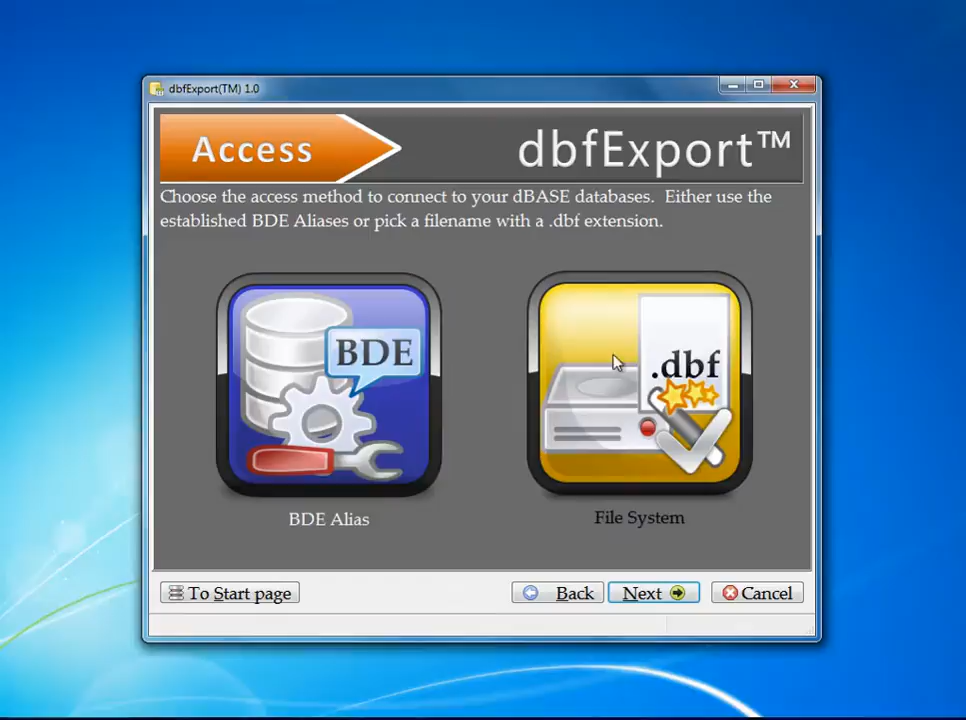 dbfExport(TM) 1.0
Access
dbfExport™
Choose the access method to connect to your dBASE databases. Either use the
established BDE Aliases or pick a filename with a .dbf extension.
BDE
.dbf
BDE Alias
File System
To Start page
Back
Next
Cancel